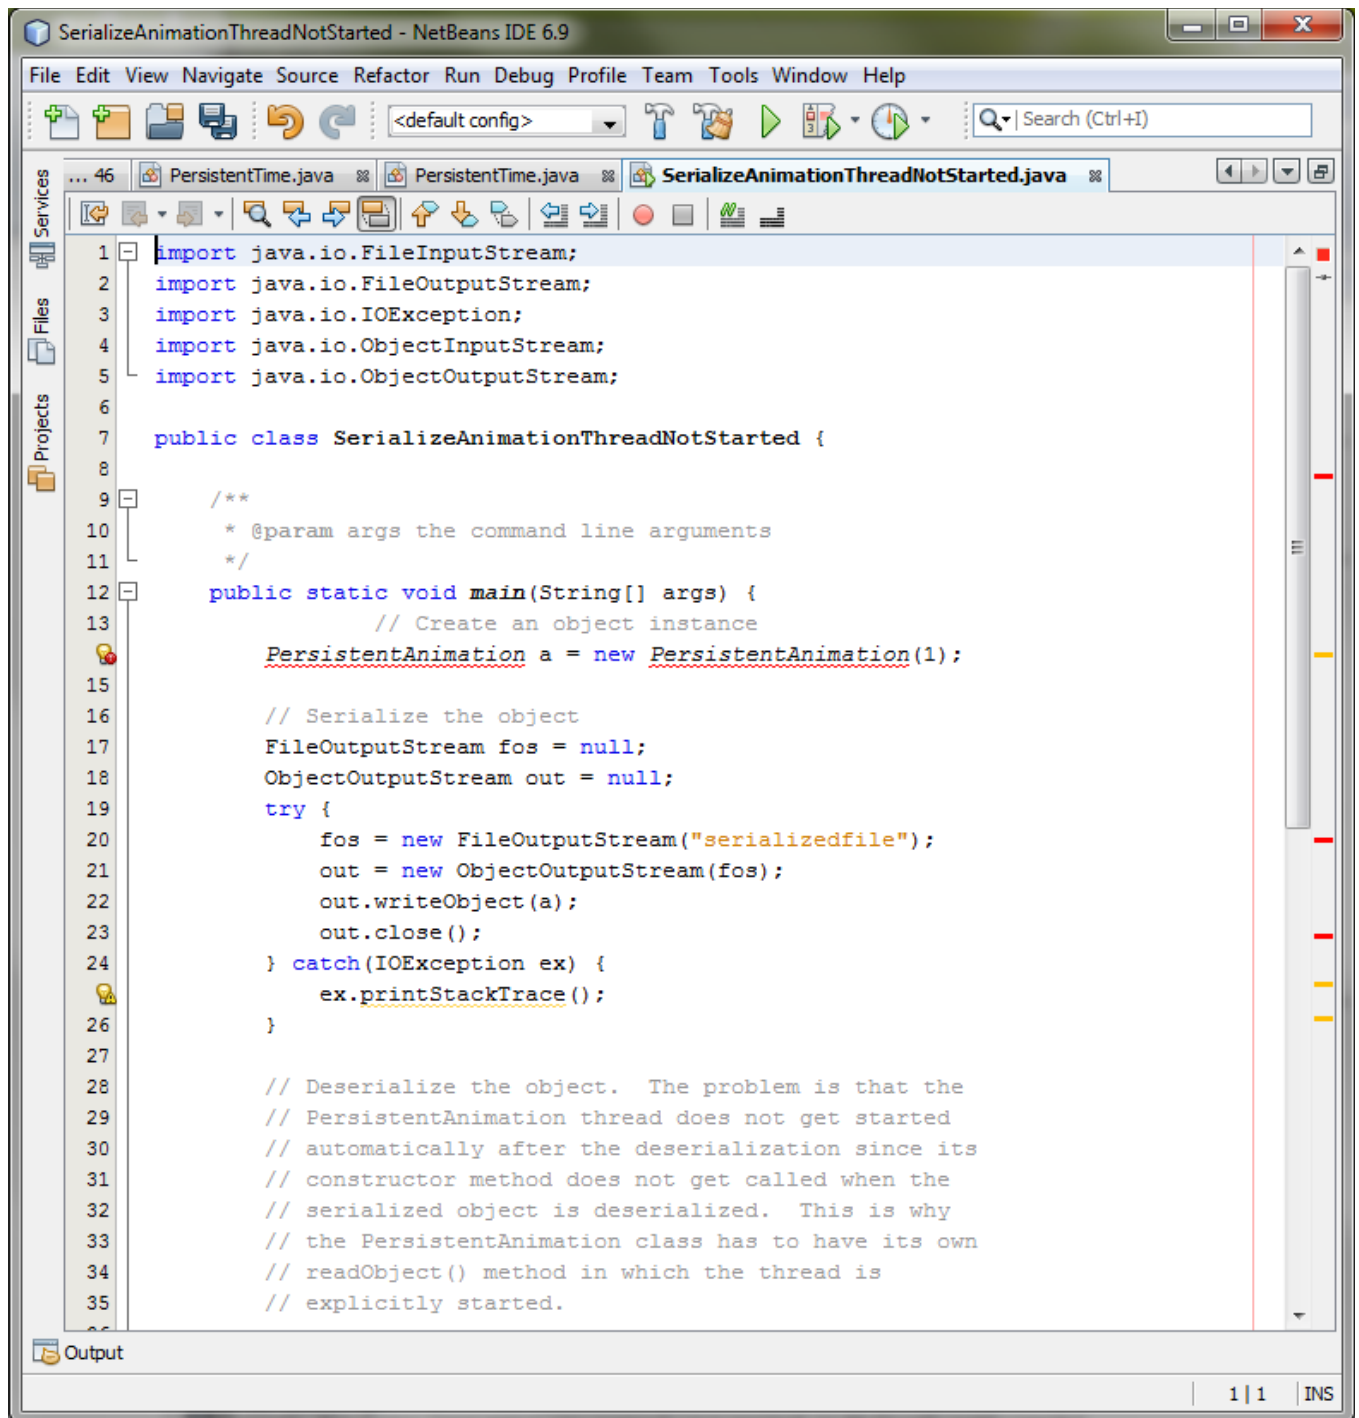 SerializeAnimationThreadNotStarted - NetBeans IDE 6.9
File Edit View Navigate Source Refactor Run Debug Profile Team Tools Window Help
<default config>
Search (Ctrl+I)
... 46 PersistentTime.java PersistentTime.java SerializeAnimationThreadNotStarted.java
Services
Files
Projects
1 import java.io.FileInputStream;
2 import java.io.FileOutputStream;
3 import java.io.IOException;
4 import java.io.ObjectInputStream;
5 import java.io.ObjectOutputStream;
6
7 public class SerializeAnimationThreadNotStarted {
8
9 /**
10 * @param args the command line arguments
11 */
12 public static void main(String[] args) {
13 // Create an object instance
PersistentAnimation a = new PersistentAnimation(1);
15
16 // Serialize the object
17 FileOutputStream fos = null;
18 ObjectOutputStream out = null;
19 try {
20 fos = new FileOutputStream("serializedfile");
21 out = new ObjectOutputStream(fos);
22 out.writeObject(a);
23 out.close();
24 } catch(IOException ex) {
ex.printStackTrace();
26 }
27
28 // Deserialize the object.  The problem is that the
29 // PersistentAnimation thread does not get started
30 // automatically after the deserialization since its
31 // constructor method does not get called when the
32 // serialized object is deserialized.  This is why
33 // the PersistentAnimation class has to have its own
34 // readObject() method in which the thread is
35 // explicitly started.
Output
1 | 1 INS